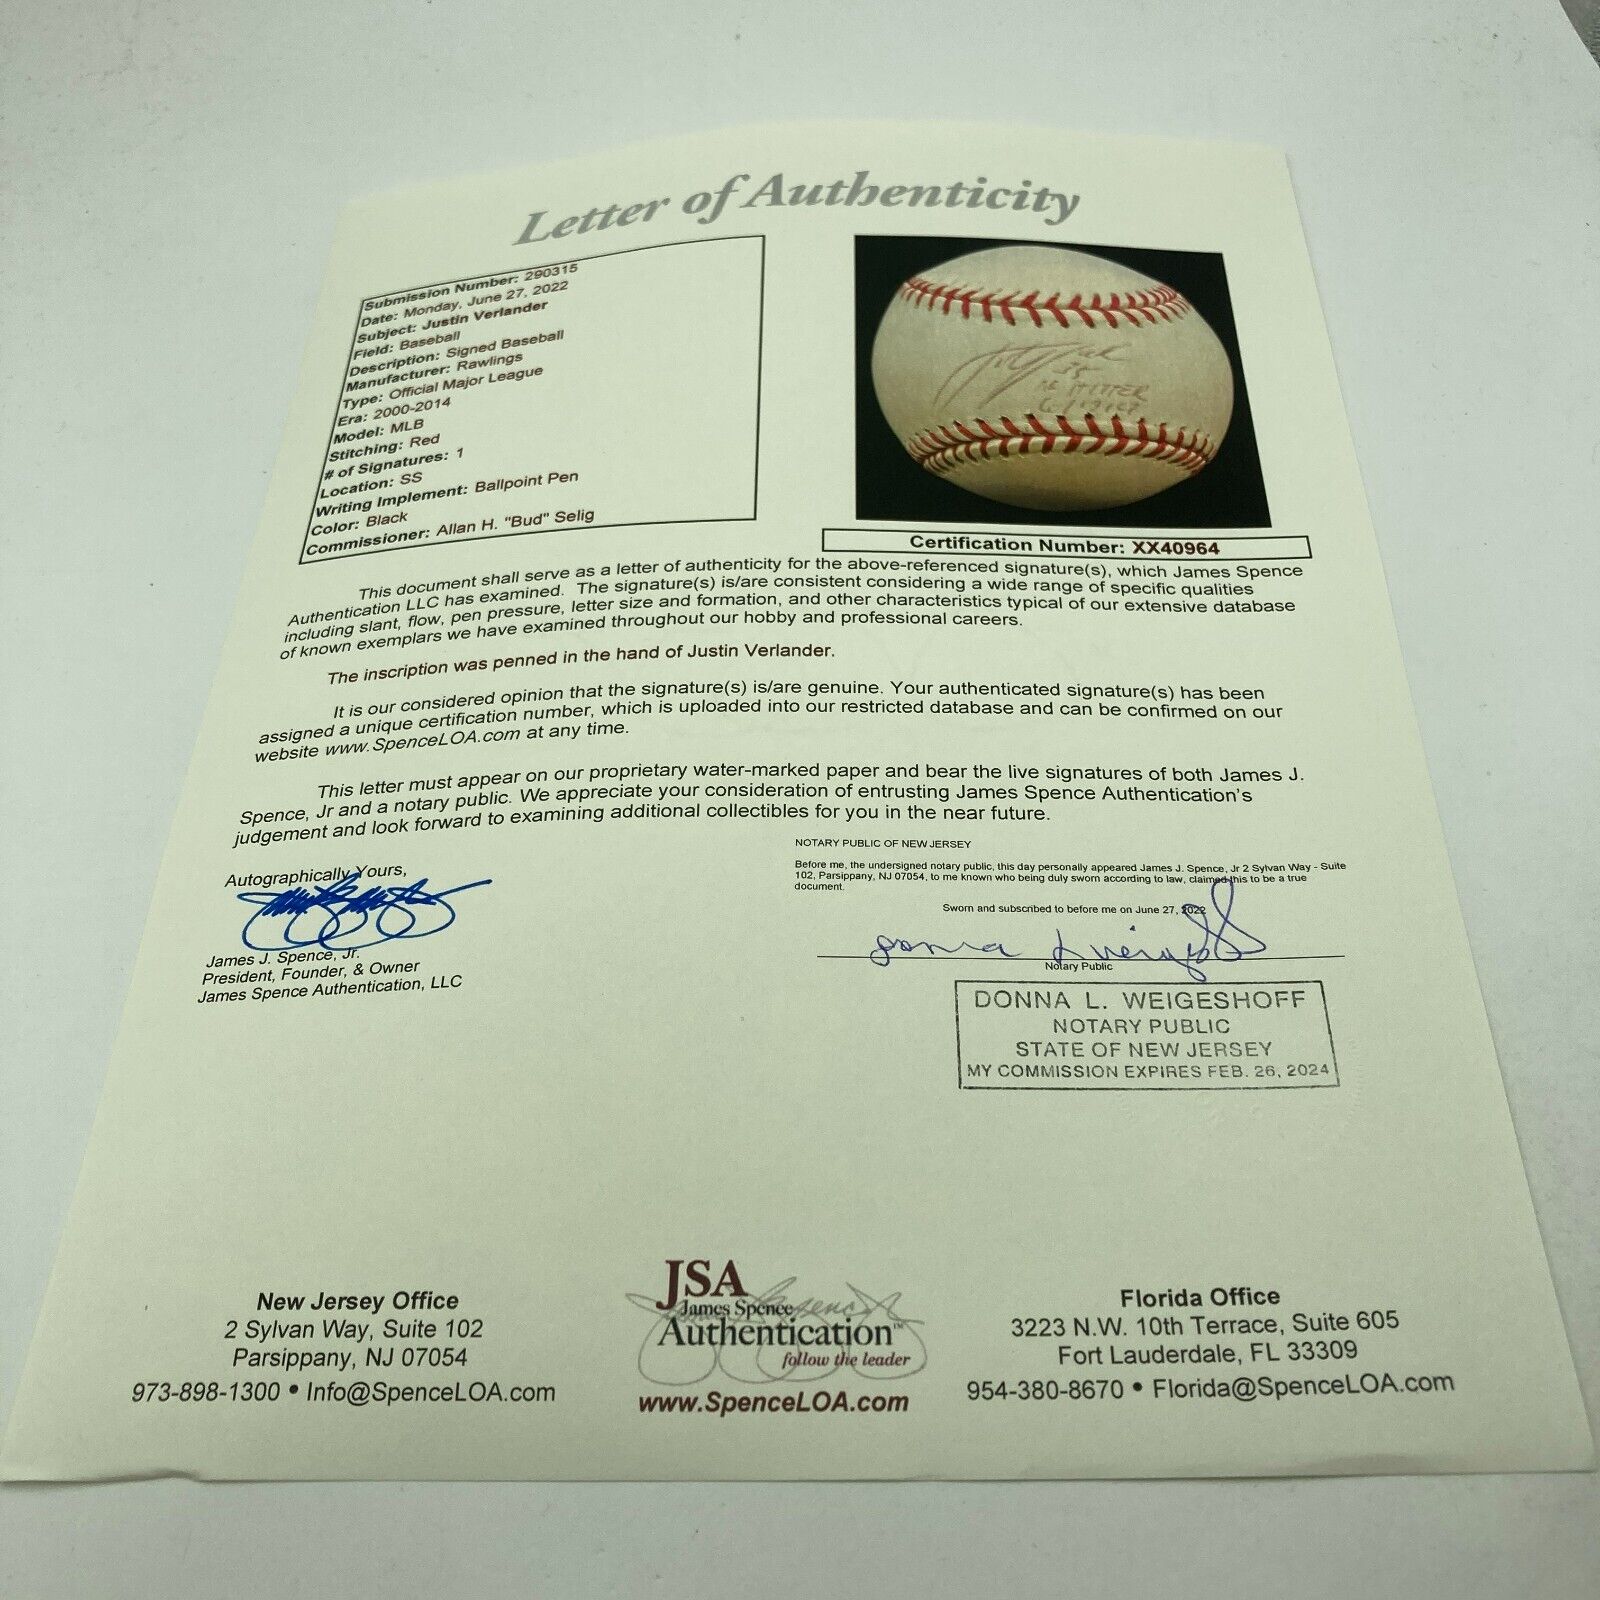 Letter of Authenticity
Submission Number: 290315
Date: Monday, June 27, 2022
Subject: Justin Verlander
Field: Baseball
Description: Signed Baseball
Manufacturer: Rawlings
Type: Official Major League
Era: 2000-2014
Model: MLB
Stitching: Red
# of Signatures: 1
Location: SS
Writing Implement: Ballpoint Pen
Color: Black
Commissioner: Allan H. "Bud" Selig
35
NO HITTER
Certification Number: XX40964
This document shall serve as a letter of authenticity for the above-referenced signature(s), which James Spence
Authentication LLC has examined. The signature(s) is/are consistent considering a wide range of specific qualities
including slant, flow, pen pressure, letter size and formation, and other characteristics typical of our extensive database
of known exemplars we have examined throughout our hobby and professional careers.
The inscription was penned in the hand of Justin Verlander.
It is our considered opinion that the signature(s) is/are genuine. Your authenticated signature(s) has been
assigned a unique certification number, which is uploaded into our restricted database and can be confirmed on our
website www.SpenceLOA.com at any time.
This letter must appear on our proprietary water-marked paper and bear the live signatures of both James J.
Spence, Jr and a notary public. We appreciate your consideration of entrusting James Spence Authentication's
judgement and look forward to examining additional collectibles for you in the near future.
Autographically Yours,
James J. Spence, Jr.
President, Founder, & Owner
James Spence Authentication, LLC
NOTARY PUBLIC OF NEW JERSEY
Before me, the undersigned notary public, this day personally appeared James J. Spence, Jr 2 Sylvan Way - Suite
102, Parsippany, NJ 07054, to me known who being duly sworn according to law, claimed this to be a true
document.
Sworn and subscribed to before me on June 27, 2022
Donna L Weigeshoff
Notary Public
DONNA L. WEIGESHOFF
NOTARY PUBLIC
STATE OF NEW JERSEY
MY COMMISSION EXPIRES FEB. 26, 2024
New Jersey Office
2 Sylvan Way, Suite 102
Parsippany, NJ 07054
973-898-1300 • Info@SpenceLOA.com
JSA
James Spence
Authentication™
follow the leader
www.SpenceLOA.com
Florida Office
3223 N.W. 10th Terrace, Suite 605
Fort Lauderdale, FL 33309
954-380-8670 • Florida@SpenceLOA.com